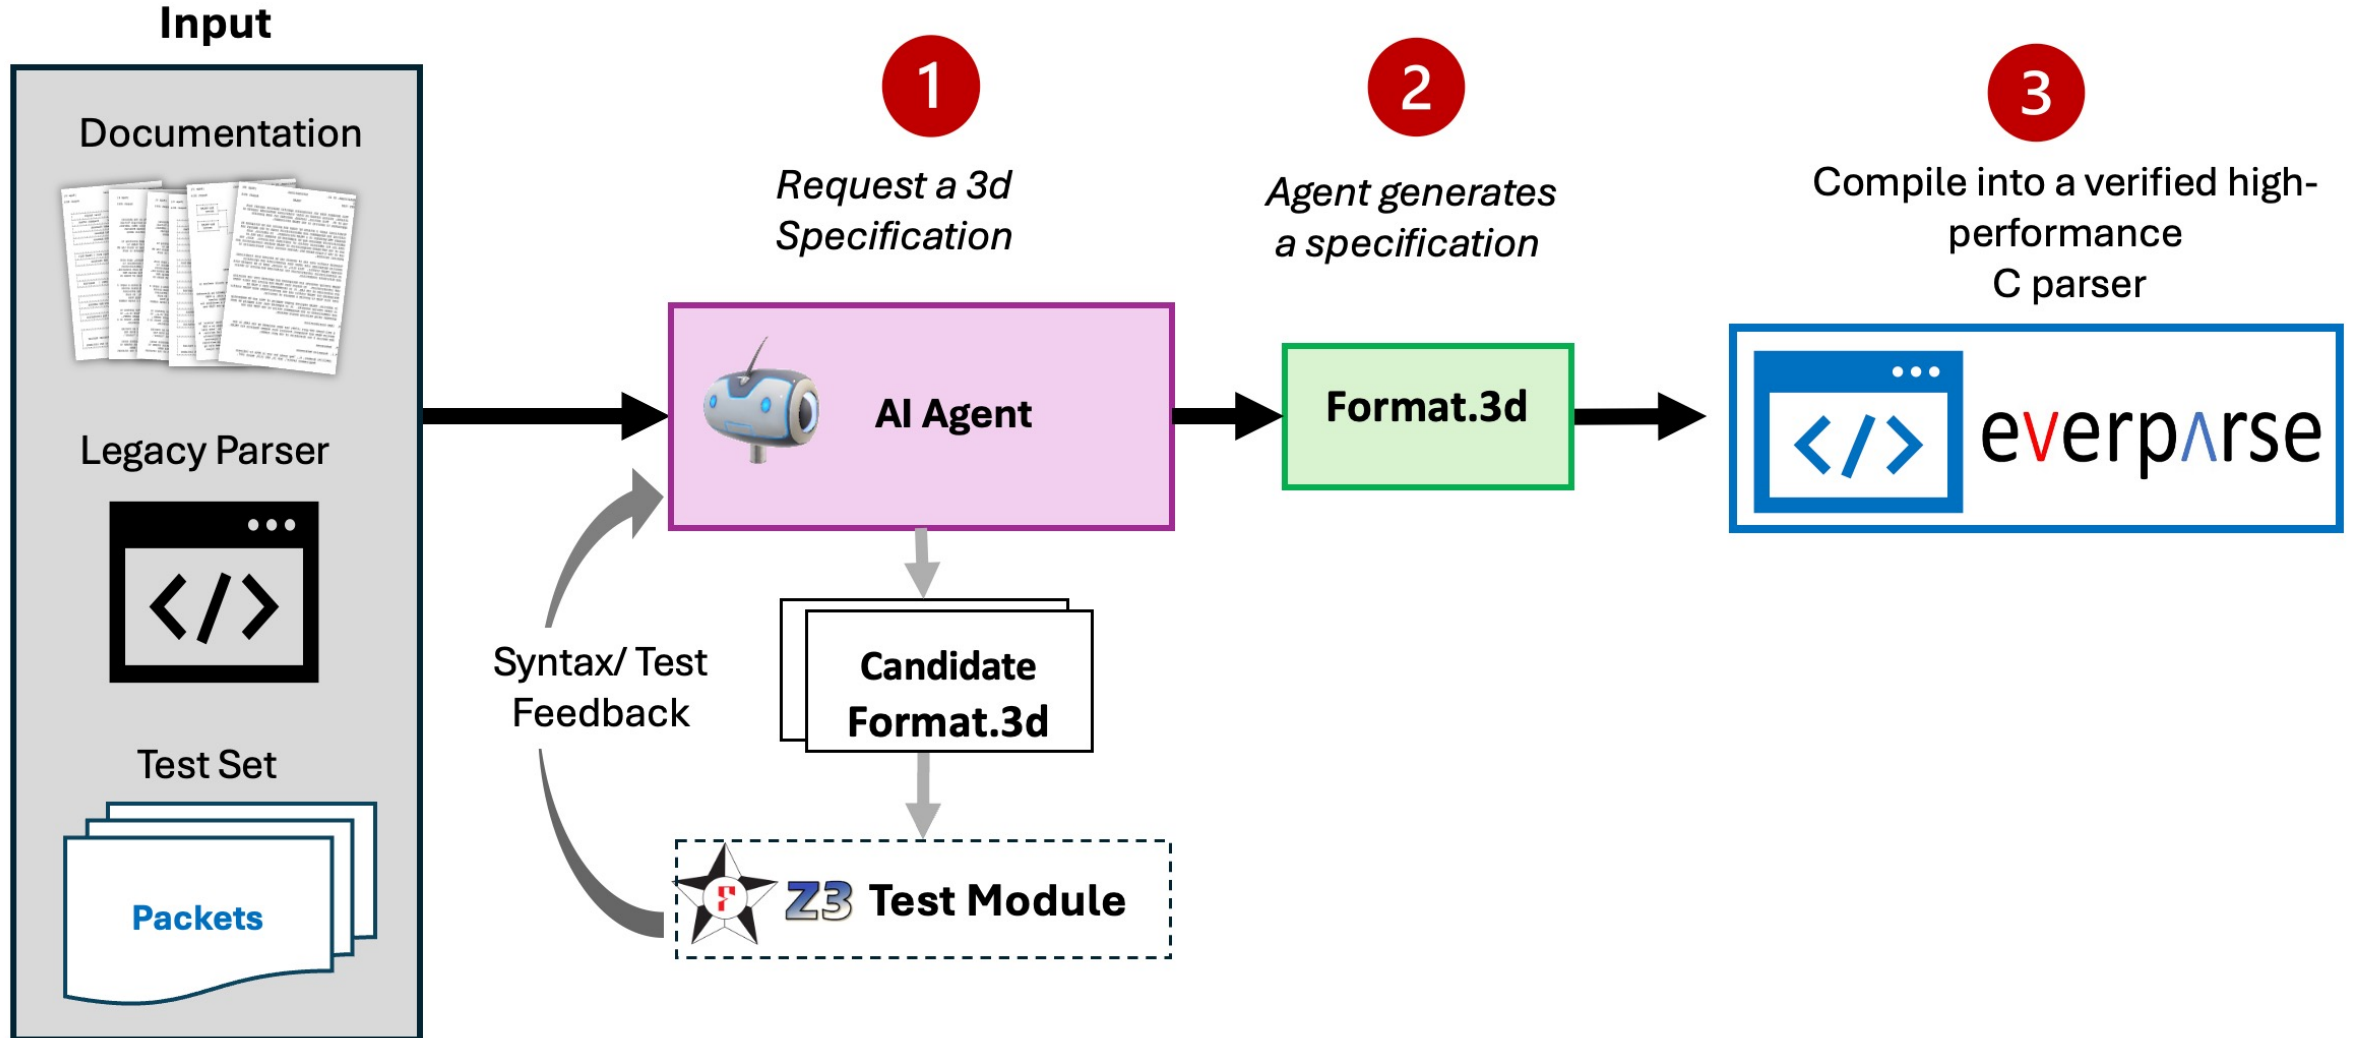 Input
Documentation
Legacy Parser
</>
Test Set
Packets
1
Request a 3d
Specification
AI Agent
Syntax/ Test
Feedback
Candidate
Format.3d
F
Z3 Test Module
2
Agent generates
a specification
Format.3d
3
Compile into a verified high-
performance
C parser
</>
everparse